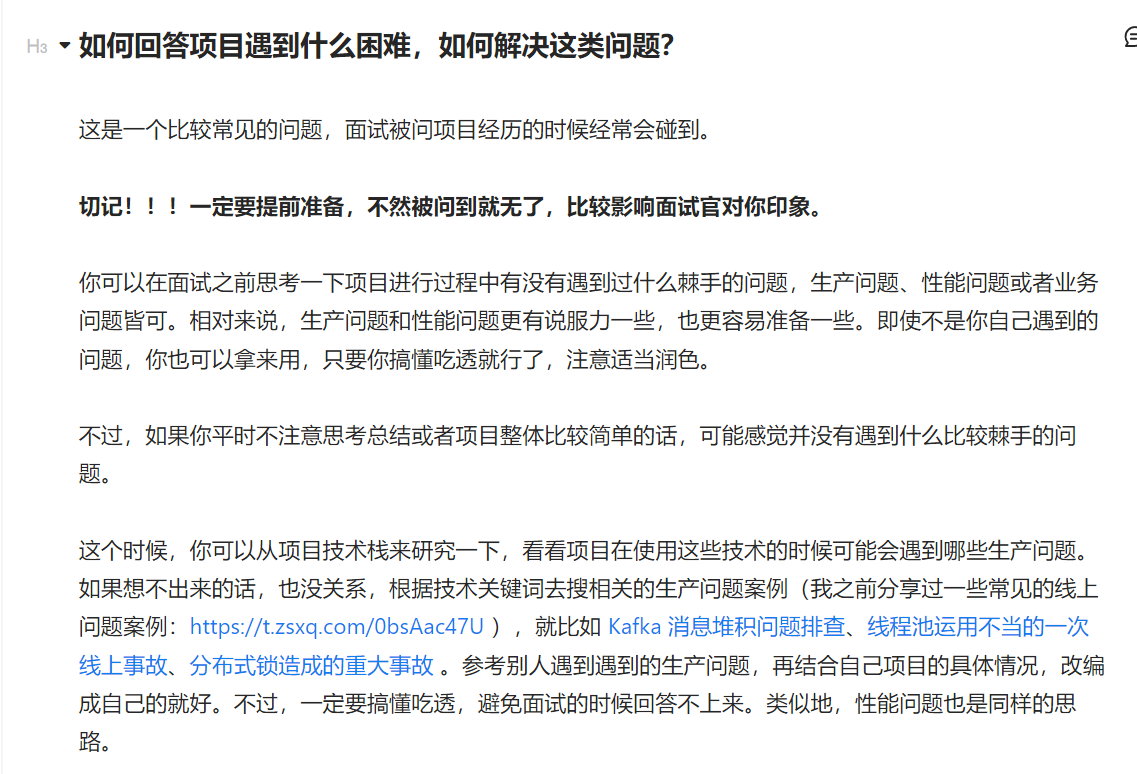 H3 如何回答项目遇到什么困难，如何解决这类问题？
这是一个比较常见的问题，面试被问项目经历的时候经常会碰到。
切记！！！一定要提前准备，不然被问到就无了，比较影响面试官对你印象。
你可以在面试之前思考一下项目进行过程中有没有遇到过什么棘手的问题，生产问题、性能问题或者业务
问题皆可。相对来说，生产问题和性能问题更有说服力一些，也更容易准备一些。即使不是你自己遇到的
问题，你也可以拿来用，只要你搞懂吃透就行了，注意适当润色。
不过，如果你平时不注意思考总结或者项目整体比较简单的话，可能感觉并没有遇到什么比较棘手的问
题。
这个时候，你可以从项目技术栈来研究一下，看看项目在使用这些技术的时候可能会遇到哪些生产问题。
如果想不出来的话，也没关系，根据技术关键词去搜相关的生产问题案例（我之前分享过一些常见的线上
问题案例：https://t.zsxq.com/0bsAac47U ），就比如 Kafka 消息堆积问题排查、线程池运用不当的一次
线上事故、分布式锁造成的重大事故 。参考别人遇到遇到的生产问题，再结合自己项目的具体情况，改编
成自己的就好。不过，一定要搞懂吃透，避免面试的时候回答不上来。类似地，性能问题也是同样的思
路。